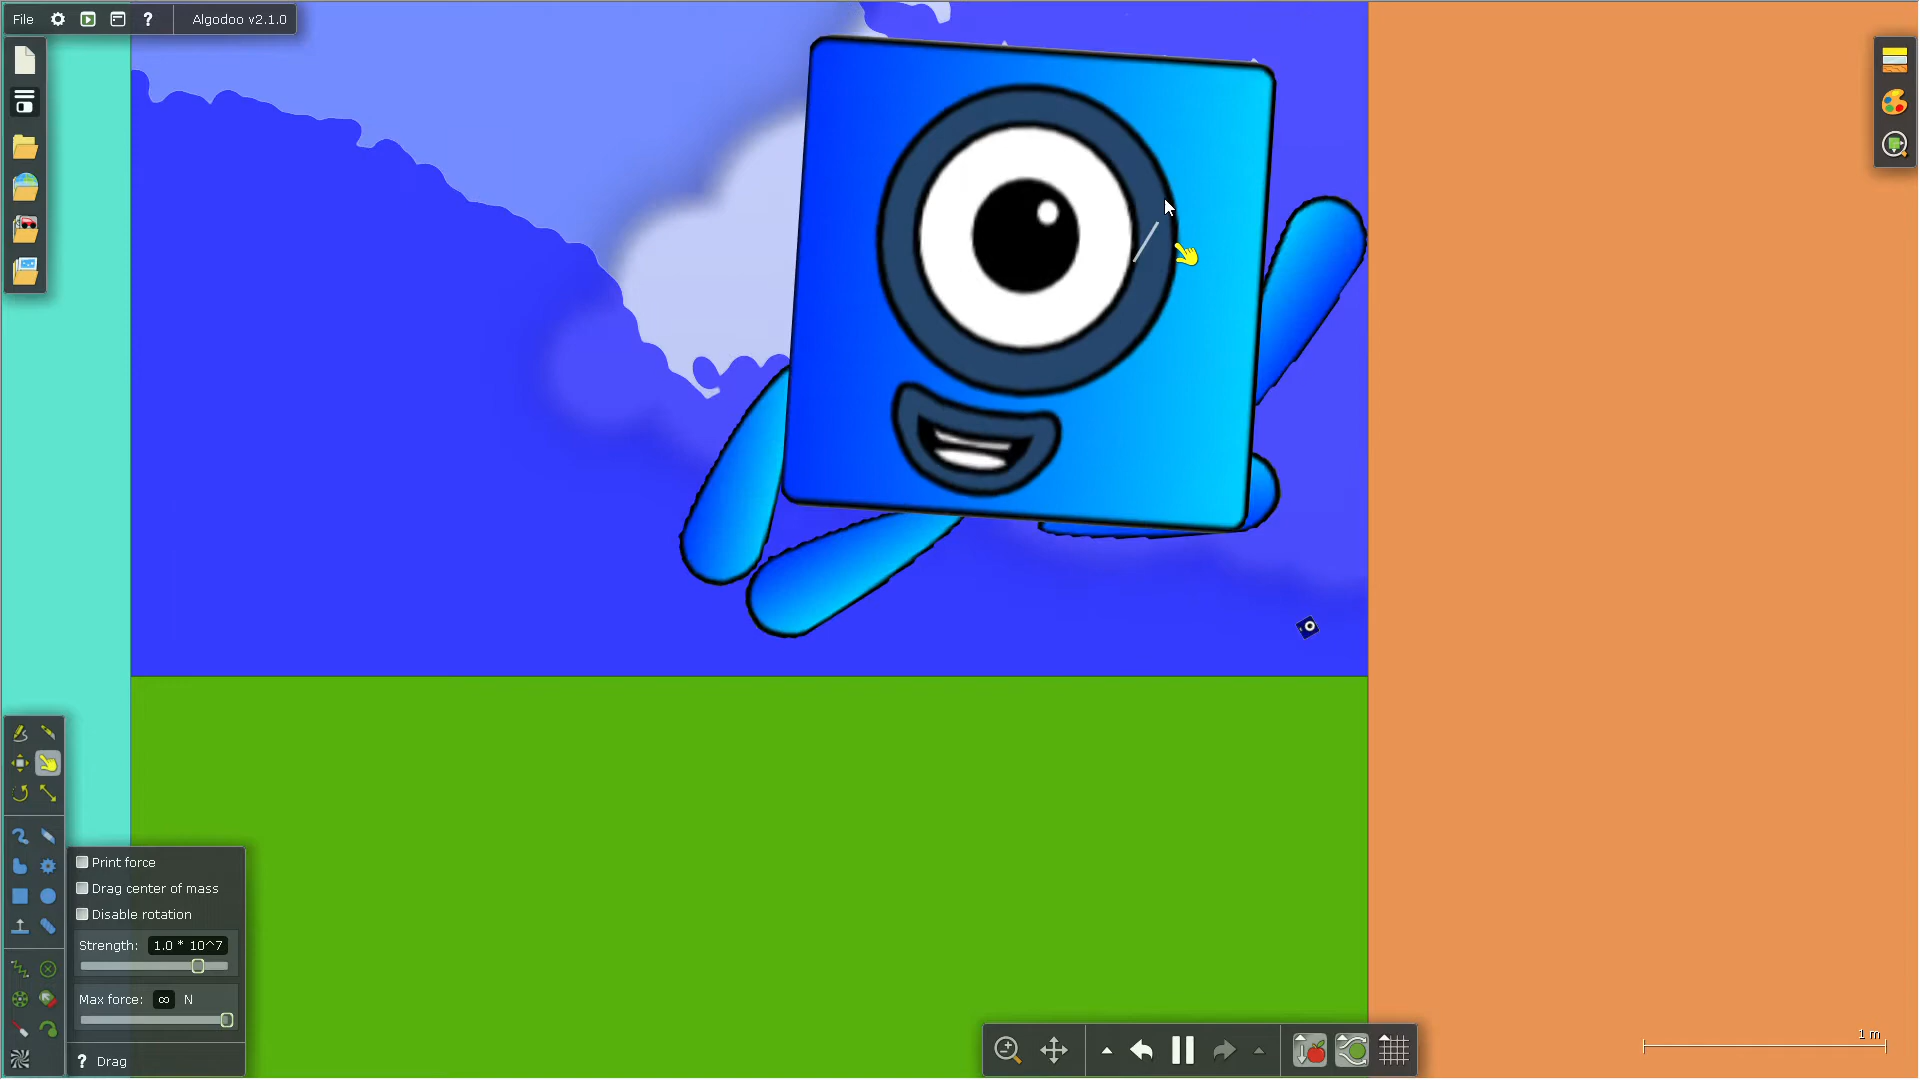 File ? Algodoo v2.1.0
Print force
Drag center of mass
Disable rotation
Strength: 1.0 * 10^7
Max force: ∞ N
? Drag
1 m